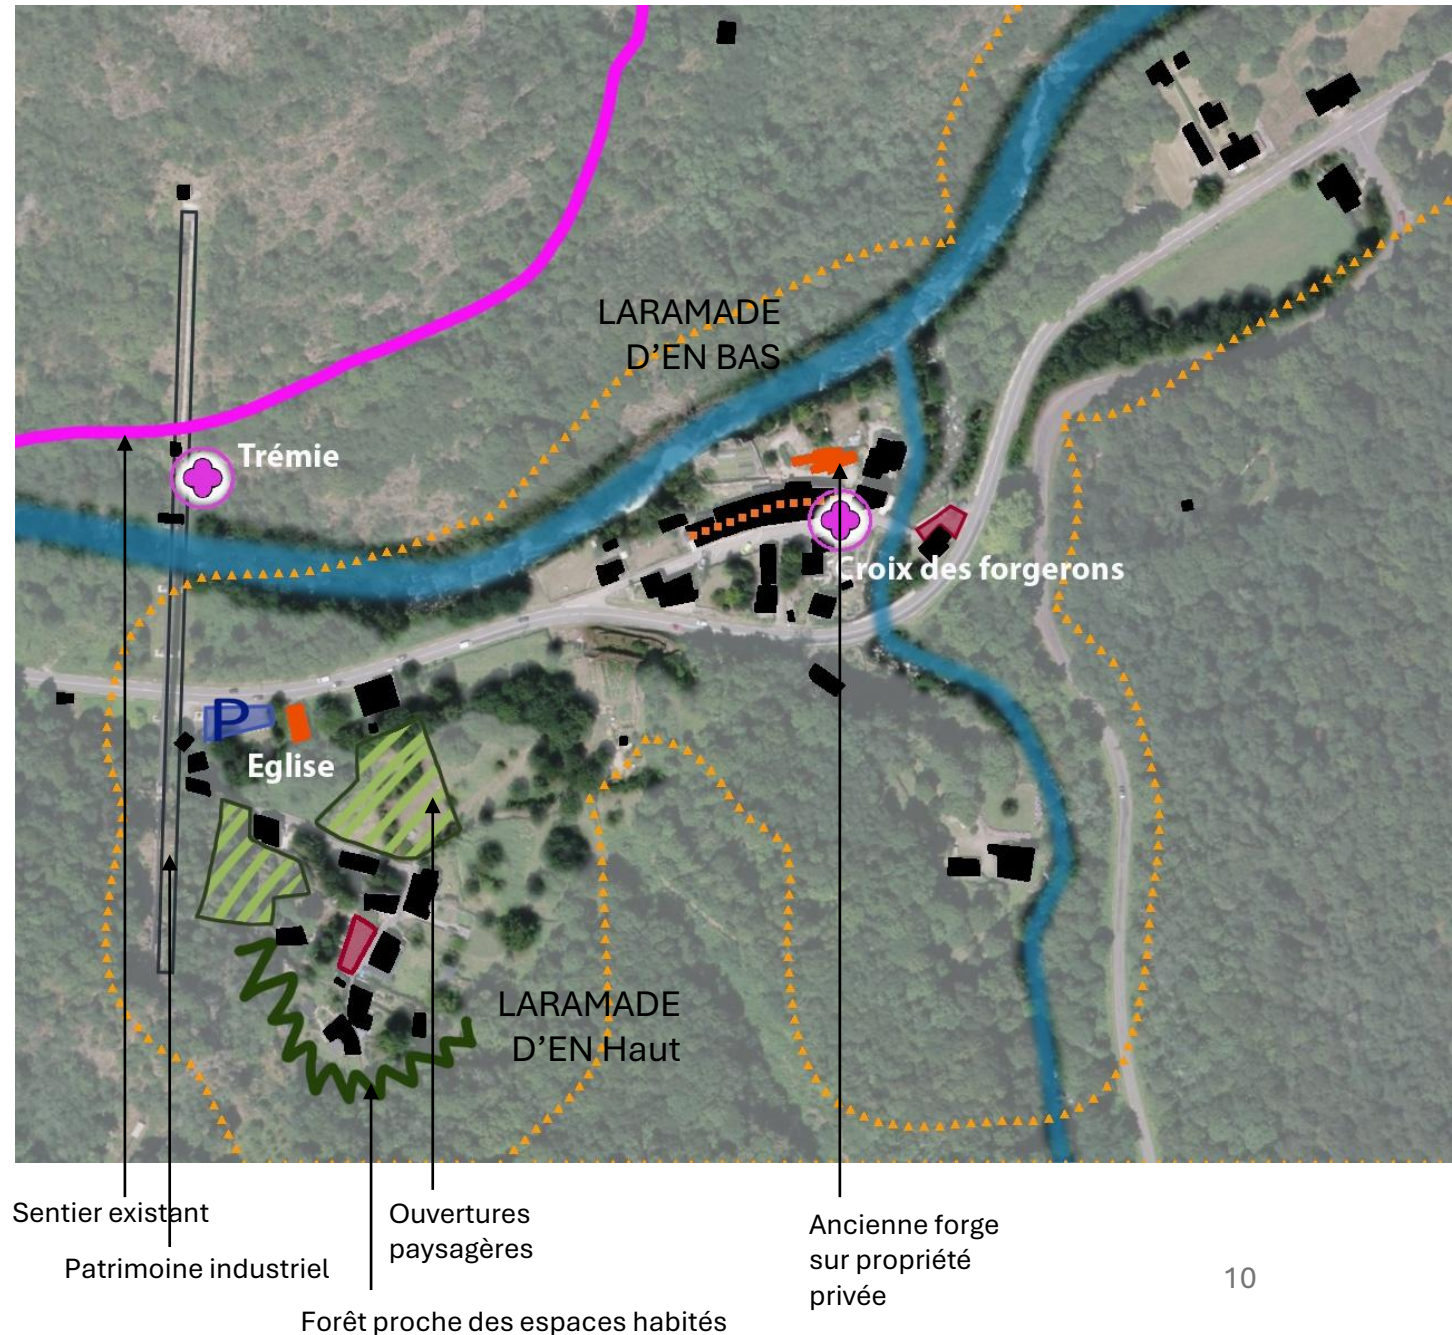 LARAMADE
D'EN BAS
Trémie
Croix des forgerons
P
Eglise
LARAMADE
D'EN Haut
Sentier existant
Patrimoine industriel
Forêt proche des espaces habités
Ouvertures
paysagères
Ancienne forge
sur propriété
privée
10